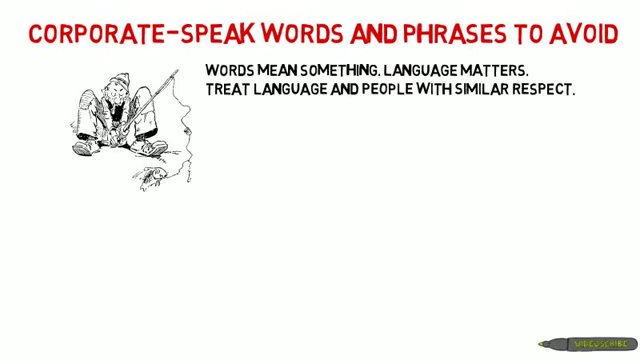 CORPORATE-SPEAK WORDS AND PHRASES TO AVOID
WORDS MEAN SOMETHING. LANGUAGE MATTERS.
TREAT LANGUAGE AND PEOPLE WITH SIMILAR RESPECT.
VIDEOSCRIBE